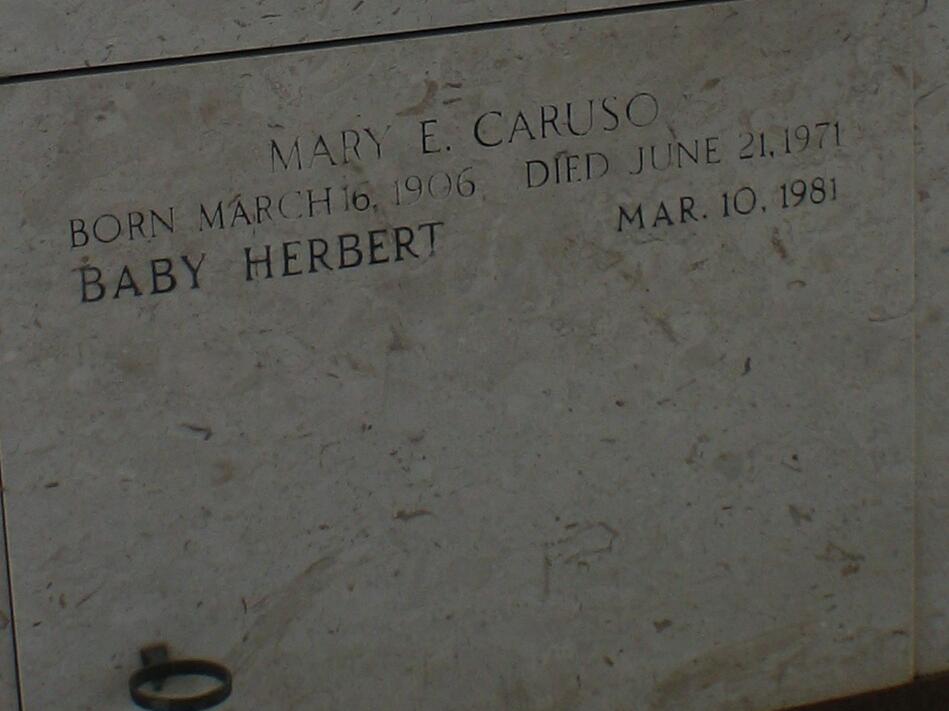 MARY E. CARUSO
BORN MARCH 16, 1906 DIED JUNE 21, 1971
BABY HERBERT MAR. 10, 1981